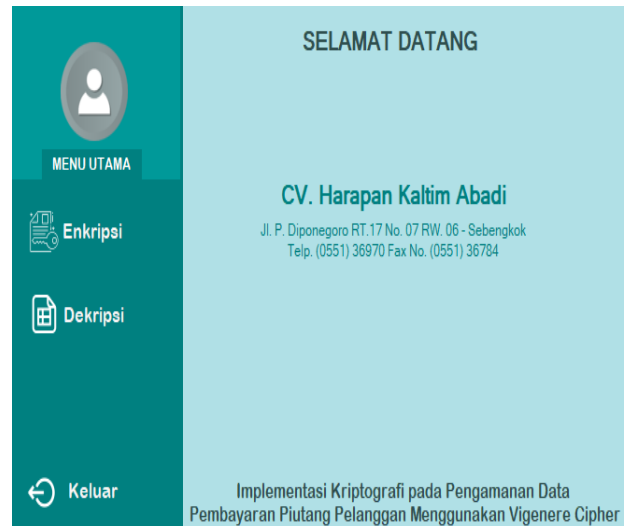 MENU UTAMA
Enkripsi
Dekripsi
Keluar
SELAMAT DATANG
CV. Harapan Kaltim Abadi
Jl. P. Diponegoro RT.17 No. 07 RW. 06 - Sebengkok
Telp. (0551) 36970 Fax No. (0551) 36784
Implementasi Kriptografi pada Pengamanan Data
Pembayaran Piutang Pelanggan Menggunakan Vigenere Cipher